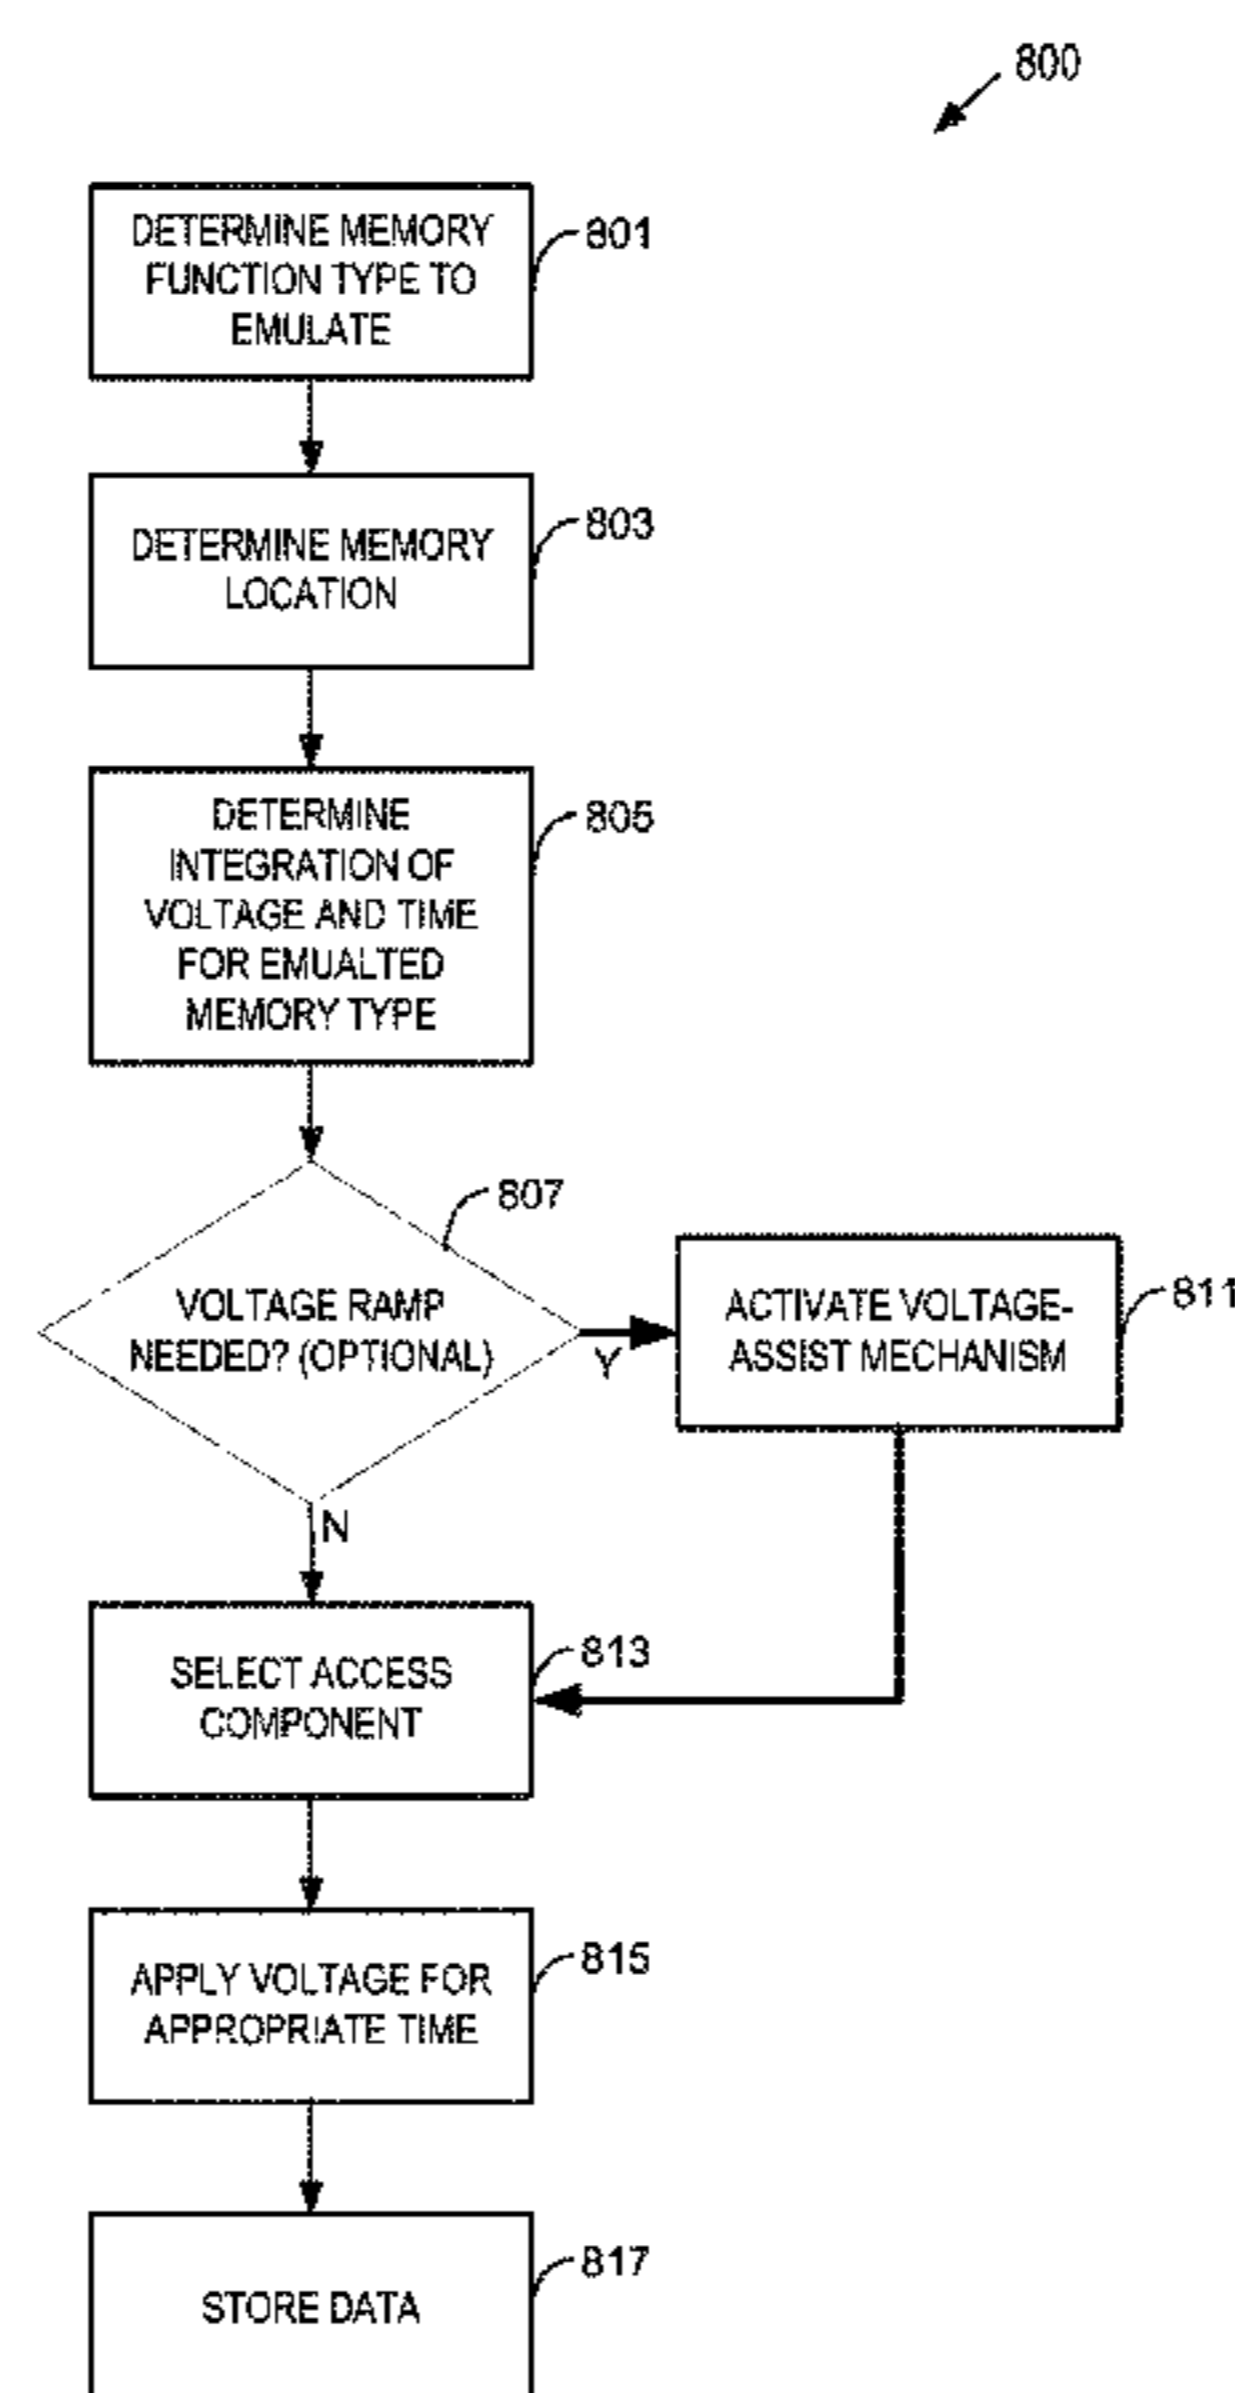 800
DETERMINE MEMORY
FUNCTION TYPE TO
EMULATE
801
DETERMINE MEMORY
LOCATION
803
DETERMINE
INTEGRATION OF
VOLTAGE AND TIME
FOR EMUALTED
MEMORY TYPE
805
807
VOLTAGE RAMP
NEEDED? (OPTIONAL)
Y
ACTIVATE VOLTAGE-
ASSIST MECHANISM
811
N
SELECT ACCESS
COMPONENT
813
APPLY VOLTAGE FOR
APPROPRIATE TIME
815
STORE DATA
817